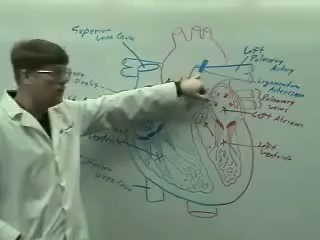 Superior
Vena Cava
Left
Pulmonary
Artery
Ligamentum
Arteriosum
Pulmonary
Veins
Left Atrium
Left
Ventricle
Vena Cava